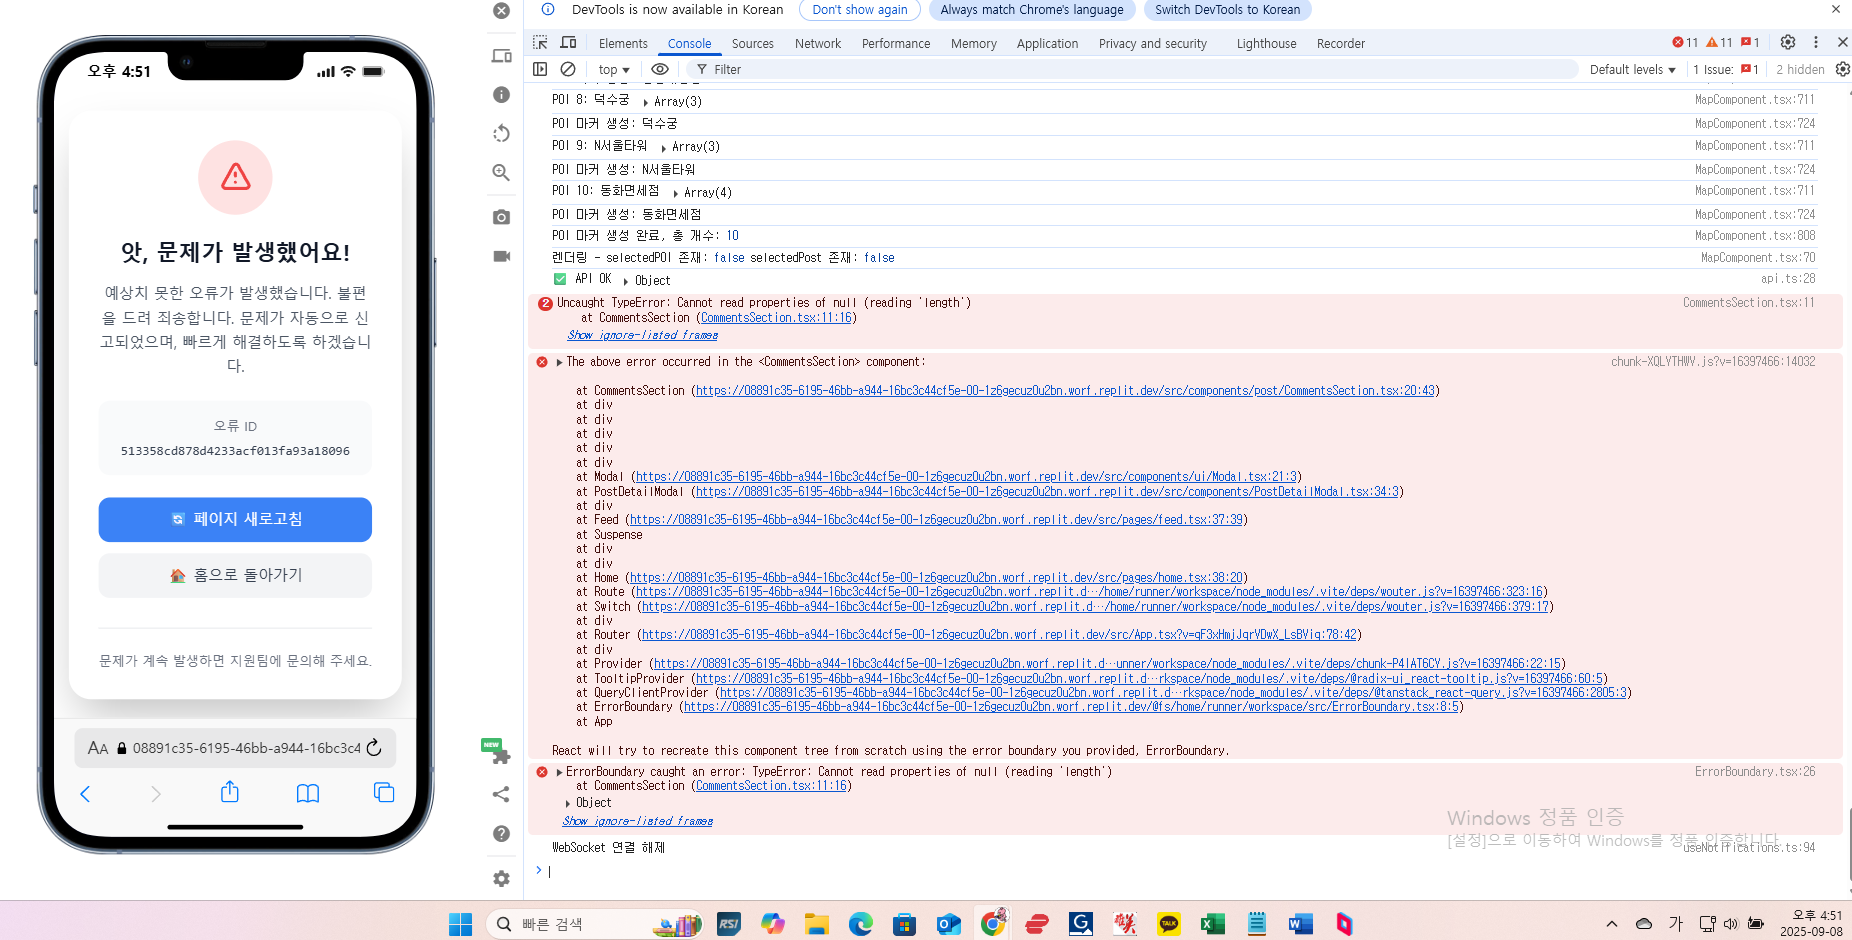 오후 4:51
앗, 문제가 발생했어요!
예상치 못한 오류가 발생했습니다. 불편
을 드려 죄송합니다. 문제가 자동으로 신
고되었으며, 빠르게 해결하도록 하겠습니
다.
오류 ID
513358cd878d4233acf013fa93a18096
페이지 새로고침
홈으로 돌아가기
문제가 계속 발생하면 지원팀에 문의해 주세요.
AA 08891c35-6195-46bb-a944-16bc3c4
NEW
DevTools is now available in Korean Don't show again Always match Chrome's language Switch DevTools to Korean
Elements Console Sources Network Performance Memory Application Privacy and security Lighthouse Recorder 11 11 1
top Filter Default levels 1 Issue: 1 2 hidden
POI 8: 덕수궁 Array(3) MapComponent.tsx:711
POI 마커 생성: 덕수궁 MapComponent.tsx:724
POI 9: N서울타워 Array(3) MapComponent.tsx:711
POI 마커 생성: N서울타워 MapComponent.tsx:724
POI 10: 동화면세점 Array(4) MapComponent.tsx:711
POI 마커 생성: 동화면세점 MapComponent.tsx:724
POI 마커 생성 완료, 총 개수: 10 MapComponent.tsx:808
렌더링 - selectedPOI 존재: false selectedPost 존재: false MapComponent.tsx:70
API OK Object api.ts:28
2 Uncaught TypeError: Cannot read properties of null (reading 'length') CommentsSection.tsx:11
at CommentsSection (CommentsSection.tsx:11:16)
Show ignore-listed frames
The above error occurred in the <CommentsSection> component: chunk-XQLYTHWY.js?v=16397466:14032
at CommentsSection (https://08891c35-6195-46bb-a944-16bc3c44cf5e-00-1z6gecuz0u2bn.worf.replit.dev/src/components/post/CommentsSection.tsx:20:43)
at div
at div
at div
at div
at div
at Modal (https://08891c35-6195-46bb-a944-16bc3c44cf5e-00-1z6gecuz0u2bn.worf.replit.dev/src/components/ui/Modal.tsx:21:3)
at PostDetailModal (https://08891c35-6195-46bb-a944-16bc3c44cf5e-00-1z6gecuz0u2bn.worf.replit.dev/src/components/PostDetailModal.tsx:34:3)
at div
at Feed (https://08891c35-6195-46bb-a944-16bc3c44cf5e-00-1z6gecuz0u2bn.worf.replit.dev/src/pages/feed.tsx:37:39)
at Suspense
at div
at div
at Home (https://08891c35-6195-46bb-a944-16bc3c44cf5e-00-1z6gecuz0u2bn.worf.replit.dev/src/pages/home.tsx:38:20)
at Route (https://08891c35-6195-46bb-a944-16bc3c44cf5e-00-1z6gecuz0u2bn.worf.replit.d…/home/runner/workspace/node_modules/.vite/deps/wouter.js?v=16397466:323:16)
at Switch (https://08891c35-6195-46bb-a944-16bc3c44cf5e-00-1z6gecuz0u2bn.worf.replit.d…/home/runner/workspace/node_modules/.vite/deps/wouter.js?v=16397466:379:17)
at div
at Router (https://08891c35-6195-46bb-a944-16bc3c44cf5e-00-1z6gecuz0u2bn.worf.replit.dev/src/App.tsx?v=qF3xHmjJqrVDwX_LsBViq:78:42)
at div
at Provider (https://08891c35-6195-46bb-a944-16bc3c44cf5e-00-1z6gecuz0u2bn.worf.replit.d…unner/workspace/node_modules/.vite/deps/chunk-P4IAT6CY.js?v=16397466:22:15)
at TooltipProvider (https://08891c35-6195-46bb-a944-16bc3c44cf5e-00-1z6gecuz0u2bn.worf.replit.d…rkspace/node_modules/.vite/deps/@radix-ui_react-tooltip.js?v=16397466:60:5)
at QueryClientProvider (https://08891c35-6195-46bb-a944-16bc3c44cf5e-00-1z6gecuz0u2bn.worf.replit.d…rkspace/node_modules/.vite/deps/@tanstack_react-query.js?v=16397466:2805:3)
at ErrorBoundary (https://08891c35-6195-46bb-a944-16bc3c44cf5e-00-1z6gecuz0u2bn.worf.replit.dev/@fs/home/runner/workspace/src/ErrorBoundary.tsx:8:5)
at App
React will try to recreate this component tree from scratch using the error boundary you provided, ErrorBoundary.
ErrorBoundary caught an error: TypeError: Cannot read properties of null (reading 'length') ErrorBoundary.tsx:26
at CommentsSection (CommentsSection.tsx:11:16)
Object
Show ignore-listed frames
WebSocket 연결 해제 useNotifications.ts:94
Windows 정품 인증
[설정]으로 이동하여 Windows를 정품 인증합니다.
빠른 검색
RSI
TALK
가
오후 4:51
2025-09-08